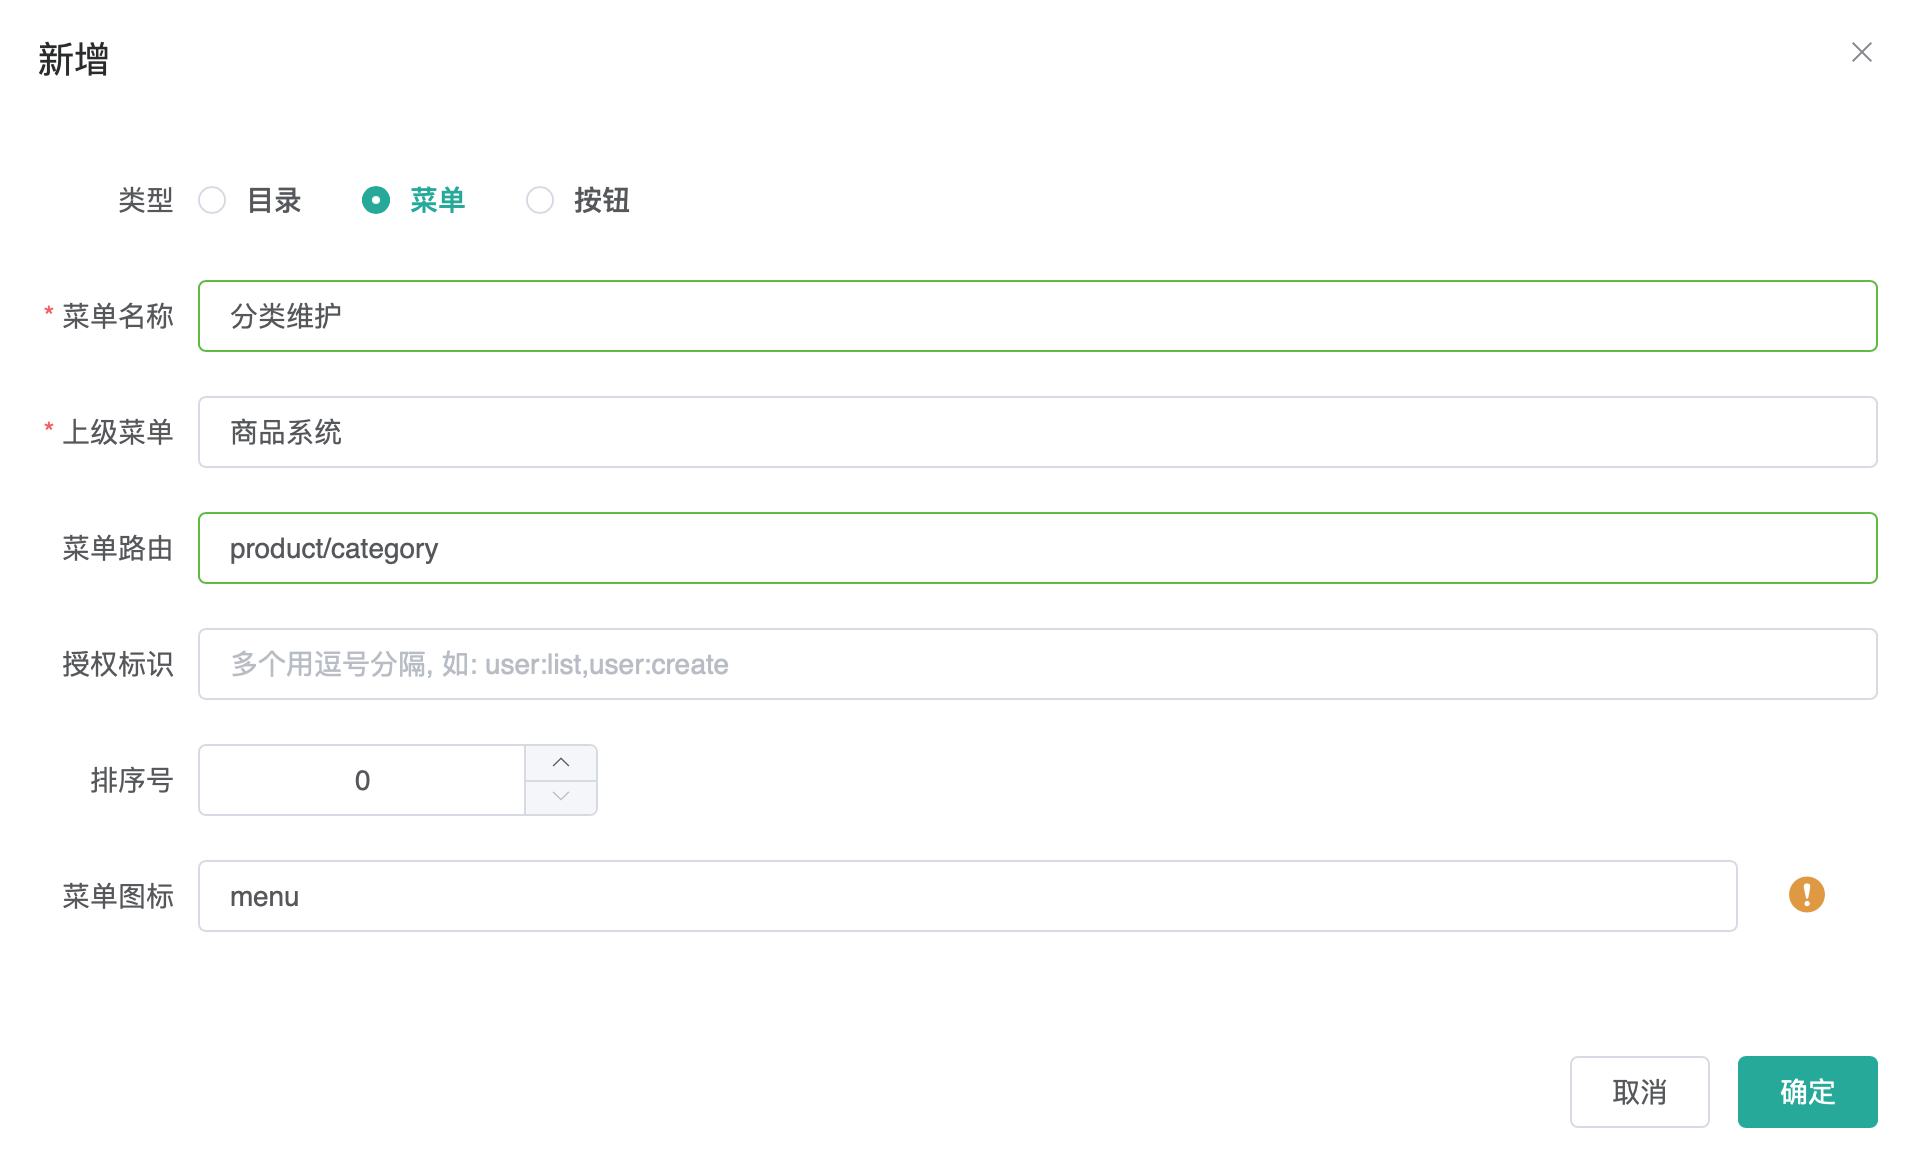 新增
类型 目录 菜单 按钮
* 菜单名称 分类维护
* 上级菜单 商品系统
菜单路由 product/category
授权标识 多个用逗号分隔, 如: user:list,user:create
排序号 0
菜单图标 menu
取消 确定